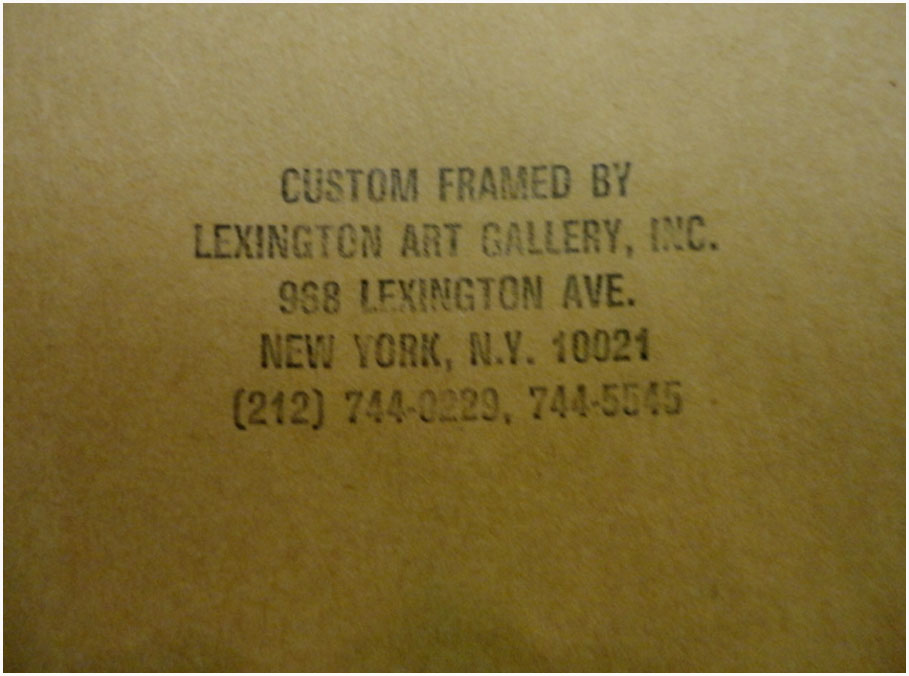 CUSTOM FRAMED BY
LEXINGTON ART GALLERY, INC.
968 LEXINGTON AVE.
NEW YORK, N.Y. 10021
(212) 744-0229, 744-5545